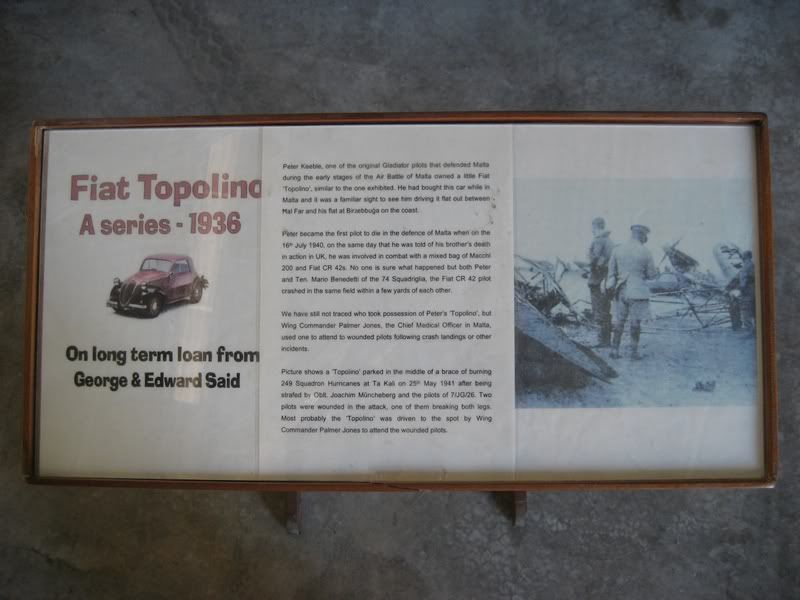 Fiat Topolino
A series - 1936
On long term loan from
George & Edward Said
Peter Keeble, one of the original Gladiator pilots that defended Malta
during the early stages of the Air Battle of Malta owned a little Fiat
'Topolino', similar to the one exhibited. He had bought this car while in
Malta and it was a familiar sight to see him driving it flat out between
Hal Far and his flat at Birzebbuga on the coast.
Peter became the first pilot to die in the defence of Malta when on the
16th July 1940, on the same day that he was told of his brother's death
in action in UK, he was involved in combat with a mixed bag of Macchi
200 and Fiat CR 42s. No one is sure what happened but both Peter
and Ten. Mario Benedetti of the 74 Squadriglia, the Fiat CR 42 pilot
crashed in the same field within a few yards of each other.
We have still not traced who took possession of Peter's 'Topolino', but
Wing Commander Palmer Jones, the Chief Medical Officer in Malta,
used one to attend to wounded pilots following crash landings or other
incidents.
Picture shows a 'Topolino' parked in the middle of a brace of burning
249 Squadron Hurricanes at Ta Kali on 25th May 1941 after being
strafed by Oblt. Joachim Müncheberg and the pilots of 7/JG/26. Two
pilots were wounded in the attack, one of them breaking both legs.
Most probably the 'Topolino' was driven to the spot by Wing
Commander Palmer Jones to attend the wounded pilots.